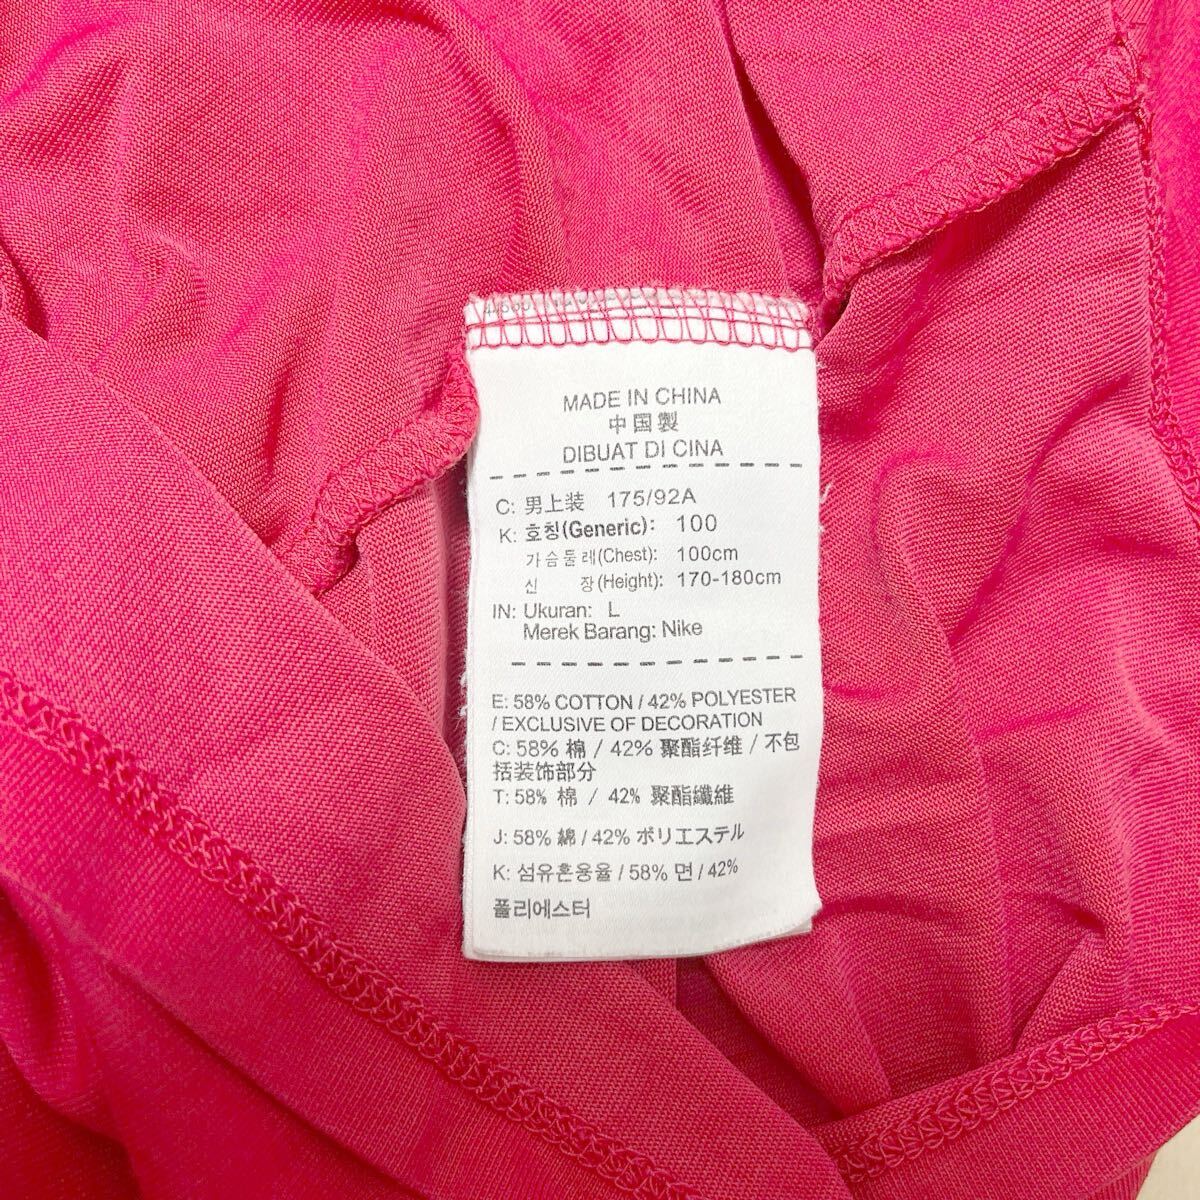 MADE IN CHINA
中国製
DIBUAT DI CINA
C: 男上装 175/92A
K: 호칭(Generic): 100
가슴둘레(Chest): 100cm
신 장(Height): 170-180cm
IN: Ukuran: L
Merek Barang: Nike
E: 58% COTTON / 42% POLYESTER
/ EXCLUSIVE OF DECORATION
C: 58% 棉 / 42% 聚酯纤维 / 不包
括装饰部分
T: 58% 棉 / 42% 聚酯纖維
J: 58% 綿 / 42% ポリエステル
K: 섬유혼용율 / 58% 면 / 42%
폴리에스터